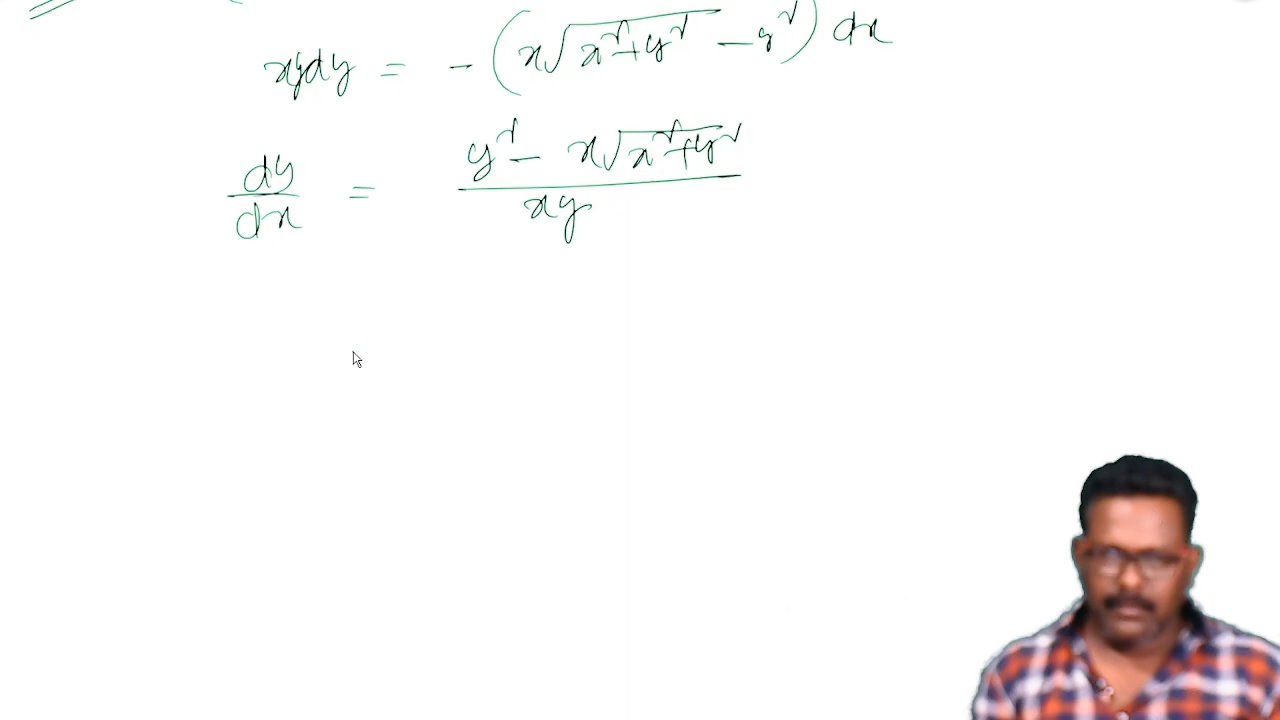 xydy = - (x√(x²+y²) - y²) dx
dy/dx = (y² - x√(x²+y²))/xy